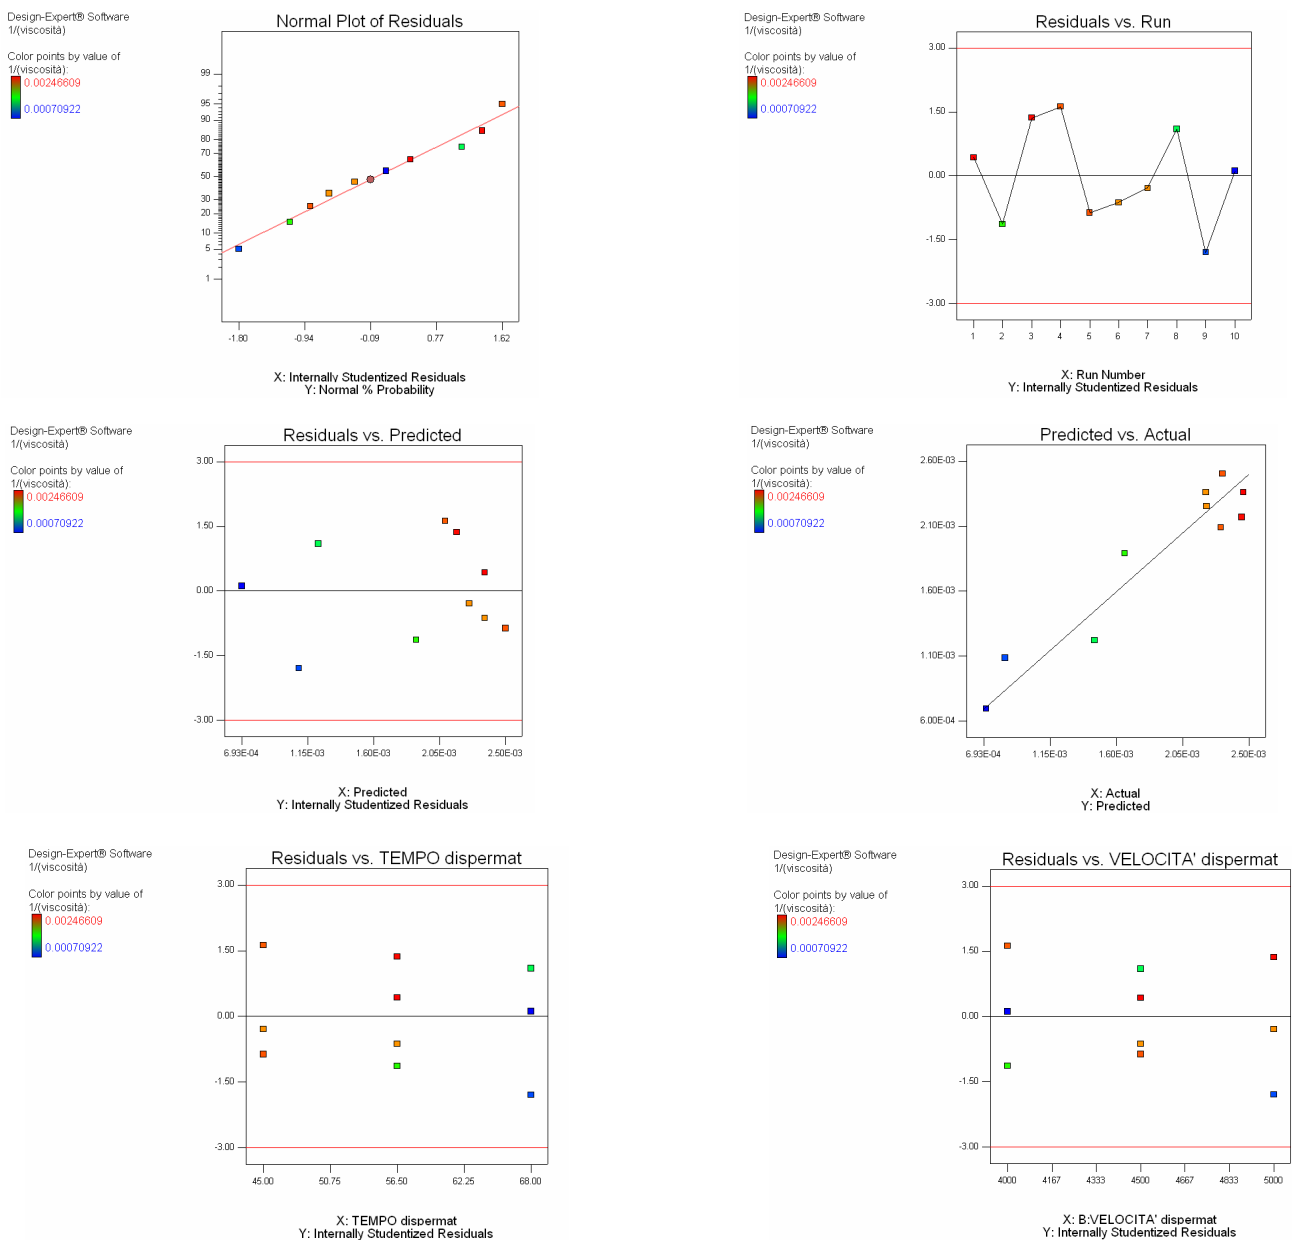 Design-Expert® Software
1/(viscosità)
Color points by value of
1/(viscosità):
0.00246609
0.00070922
Normal Plot of Residuals
99
95
90
80
70
50
30
20
10
5
1
-1.80 -0.94 -0.09 0.77 1.62
X: Internally Studentized Residuals
Y: Normal % Probability
Design-Expert® Software
1/(viscosità)
Color points by value of
1/(viscosità):
0.00246609
0.00070922
Residuals vs. Run
3.00
1.50
0.00
-1.50
-3.00
1 2 3 4 5 6 7 8 9 10
X: Run Number
Y: Internally Studentized Residuals
Design-Expert® Software
1/(viscosità)
Color points by value of
1/(viscosità):
0.00246609
0.00070922
Residuals vs. Predicted
3.00
1.50
0.00
-1.50
-3.00
6.93E-04 1.15E-03 1.60E-03 2.05E-03 2.50E-03
X: Predicted
Y: Internally Studentized Residuals
Design-Expert® Software
1/(viscosità)
Color points by value of
1/(viscosità):
0.00246609
0.00070922
Predicted vs. Actual
2.60E-03
2.10E-03
1.60E-03
1.10E-03
6.00E-04
6.93E-04 1.15E-03 1.60E-03 2.05E-03 2.50E-03
X: Actual
Y: Predicted
Design-Expert® Software
1/(viscosità)
Color points by value of
1/(viscosità):
0.00246609
0.00070922
Residuals vs. TEMPO dispermat
3.00
1.50
0.00
-1.50
-3.00
45.00 50.75 56.50 62.25 68.00
X: TEMPO dispermat
Y: Internally Studentized Residuals
Design-Expert® Software
1/(viscosità)
Color points by value of
1/(viscosità):
0.00246609
0.00070922
Residuals vs. VELOCITA' dispermat
3.00
1.50
0.00
-1.50
-3.00
4000 4167 4333 4500 4667 4833 5000
X: B:VELOCITA' dispermat
Y: Internally Studentized Residuals